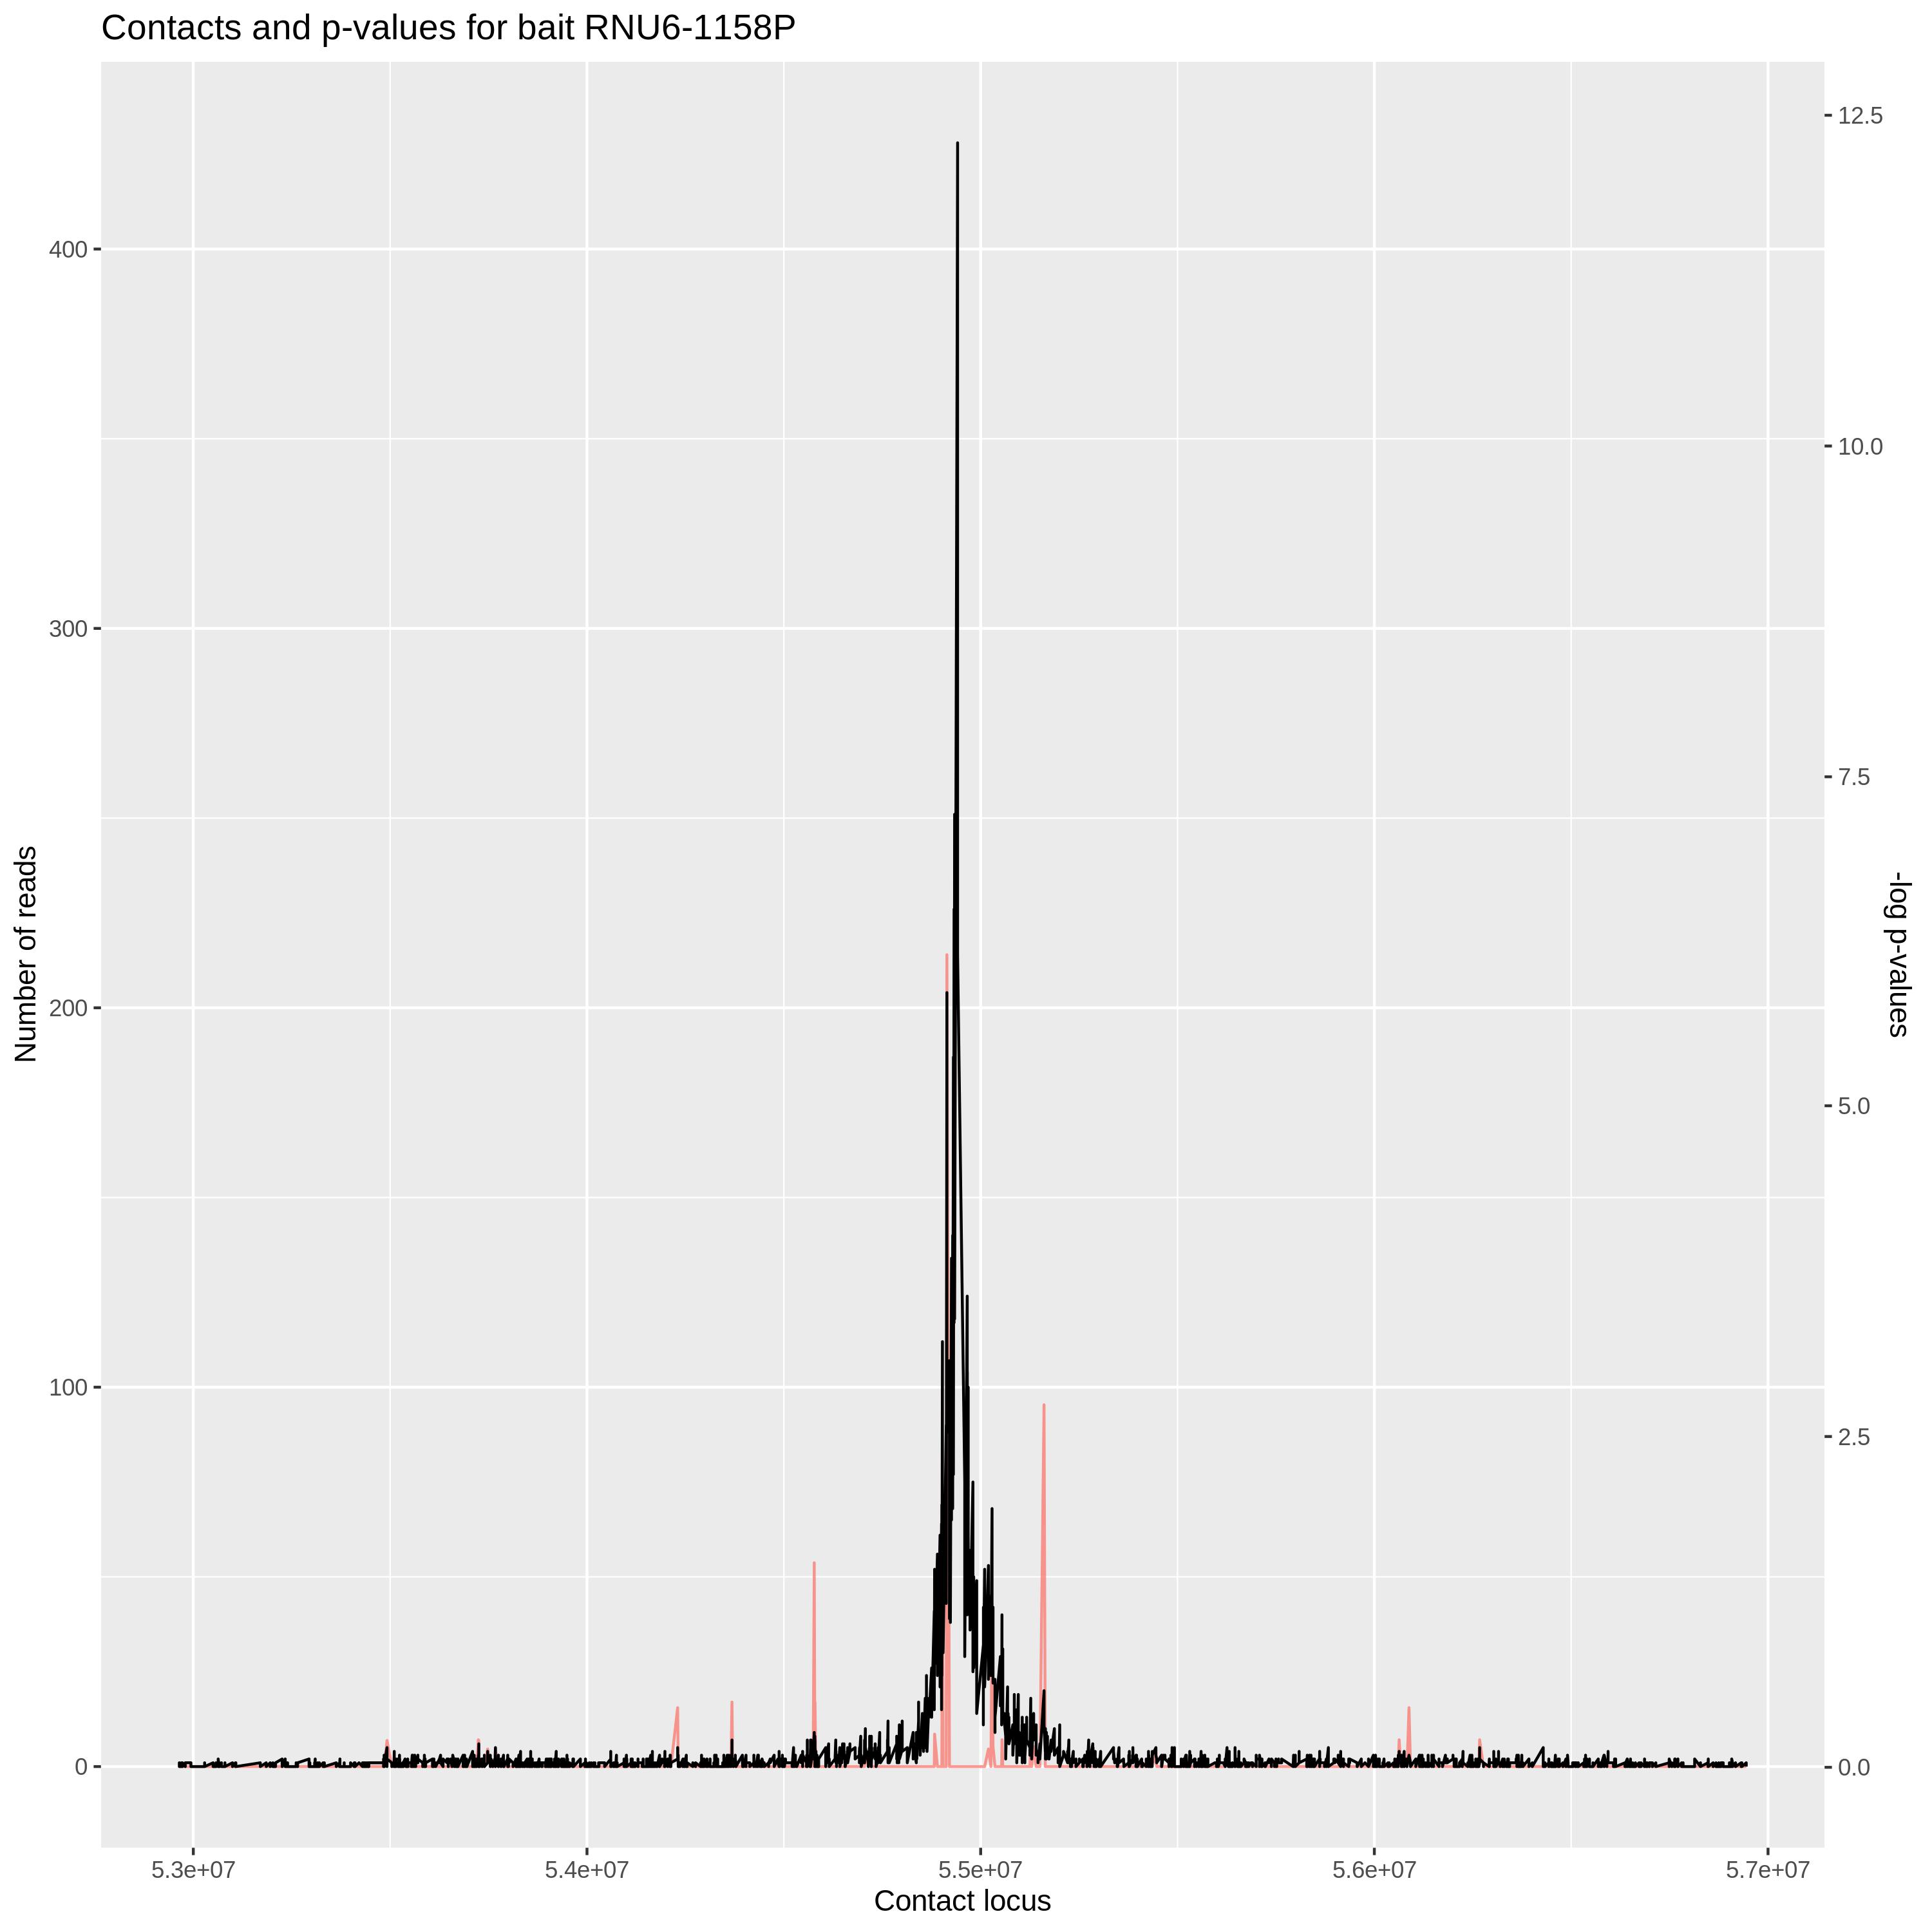 Contacts and p-values for bait RNU6-1158P
12.5
400
10.0
300
7.5
Number of reads
-log p-values
200
5.0
100
2.5
0
0.0
5.3e+07
5.4e+07
5.5e+07
5.6e+07
5.7e+07
Contact locus